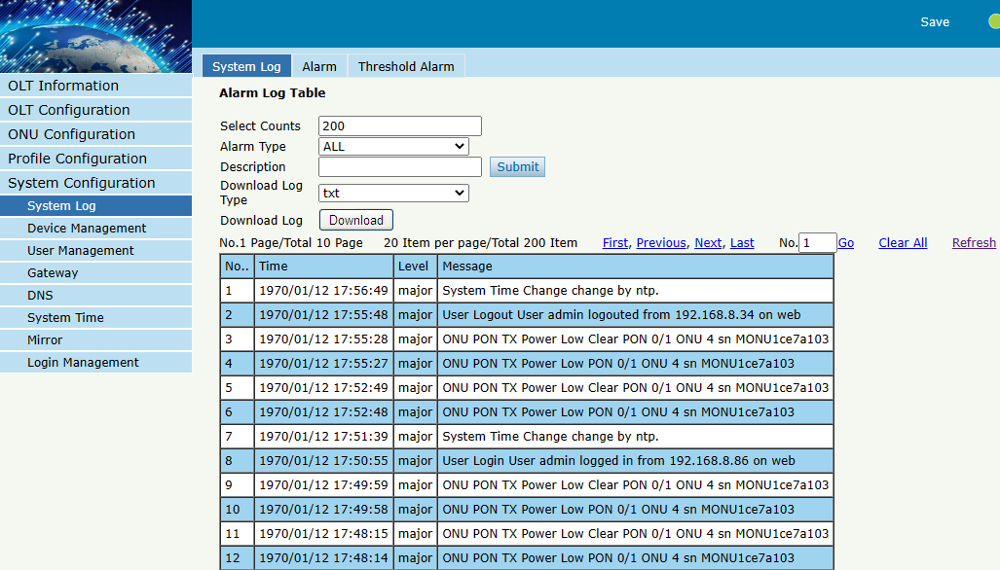 Save
System Log Alarm Threshold Alarm
OLT Information
OLT Configuration
ONU Configuration
Profile Configuration
System Configuration
System Log
Device Management
User Management
Gateway
DNS
System Time
Mirror
Login Management
Alarm Log Table
Select Counts 200
Alarm Type ALL
Description Submit
Download Log
Type txt
Download Log Download
No.1 Page/Total 10 Page 20 Item per page/Total 200 Item First, Previous, Next, Last No. 1 Go Clear All Refresh
No.. Time Level Message
1 1970/01/12 17:56:49 major System Time Change change by ntp.
2 1970/01/12 17:55:48 major User Logout User admin logouted from 192.168.8.34 on web
3 1970/01/12 17:55:28 major ONU PON TX Power Low Clear PON 0/1 ONU 4 sn MONU1ce7a103
4 1970/01/12 17:55:27 major ONU PON TX Power Low PON 0/1 ONU 4 sn MONU1ce7a103
5 1970/01/12 17:52:49 major ONU PON TX Power Low Clear PON 0/1 ONU 4 sn MONU1ce7a103
6 1970/01/12 17:52:48 major ONU PON TX Power Low PON 0/1 ONU 4 sn MONU1ce7a103
7 1970/01/12 17:51:39 major System Time Change change by ntp.
8 1970/01/12 17:50:55 major User Login User admin logged in from 192.168.8.86 on web
9 1970/01/12 17:49:59 major ONU PON TX Power Low Clear PON 0/1 ONU 4 sn MONU1ce7a103
10 1970/01/12 17:49:58 major ONU PON TX Power Low PON 0/1 ONU 4 sn MONU1ce7a103
11 1970/01/12 17:48:15 major ONU PON TX Power Low Clear PON 0/1 ONU 4 sn MONU1ce7a103
12 1970/01/12 17:48:14 major ONU PON TX Power Low PON 0/1 ONU 4 sn MONU1ce7a103